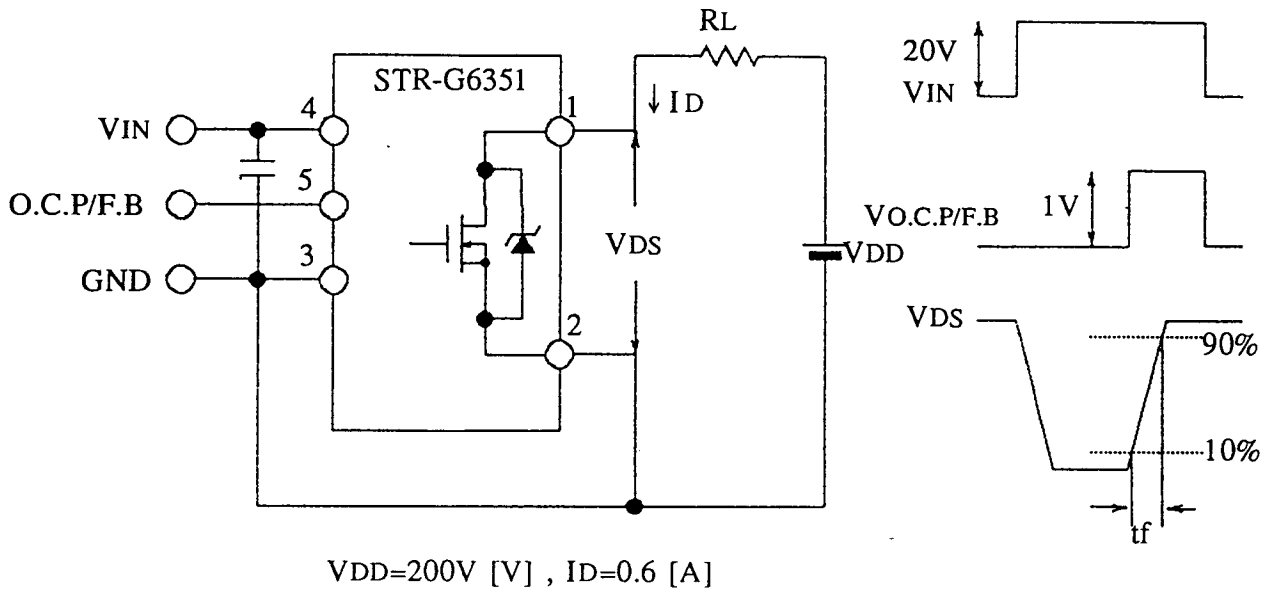 STR-G6351
VIN
4
O.C.P/F.B
5
GND
3
1
2
RL
↓ ID
VDS
VDD
20V
VIN
1V
VO.C.P/F.B
VDS
90%
10%
tf
VDD=200V [V] , ID=0.6 [A]